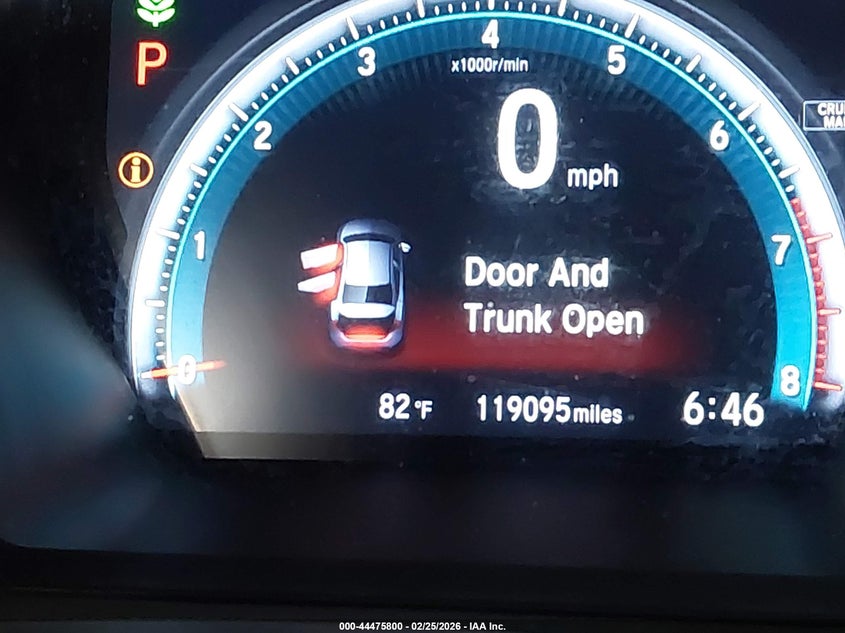 P
4
3
5
x1000r/min
2
6
0 mph
1
7
Door And
Trunk Open
0
8
82°F
119095 miles
6:46
000-44475800 - 02/25/2026 - IAA Inc.